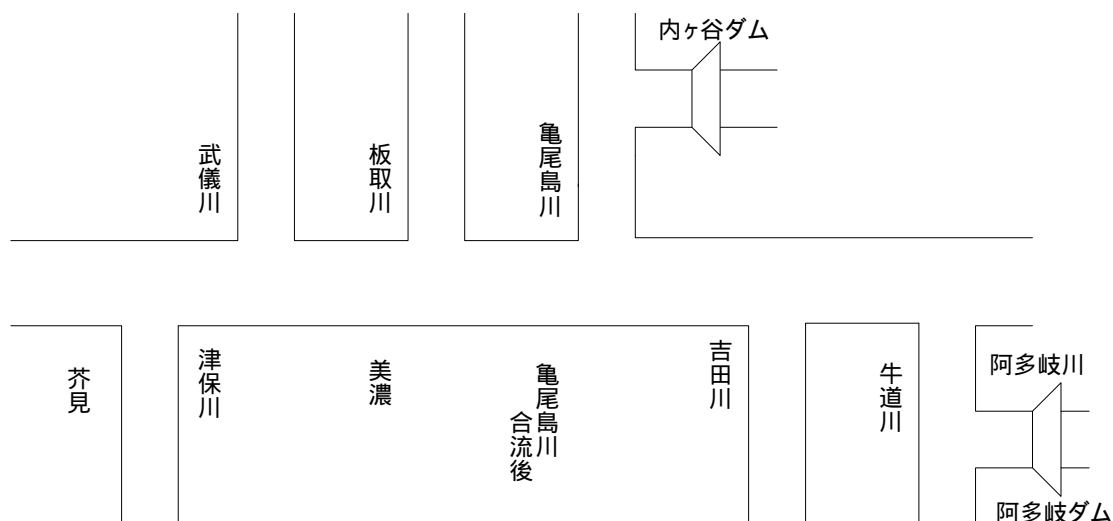 内ヶ谷ダム
武儀川
板取川
亀尾島川
芥見
津保川
美濃
亀尾島川
合流後
吉田川
牛道川
阿多岐川
阿多岐ダム